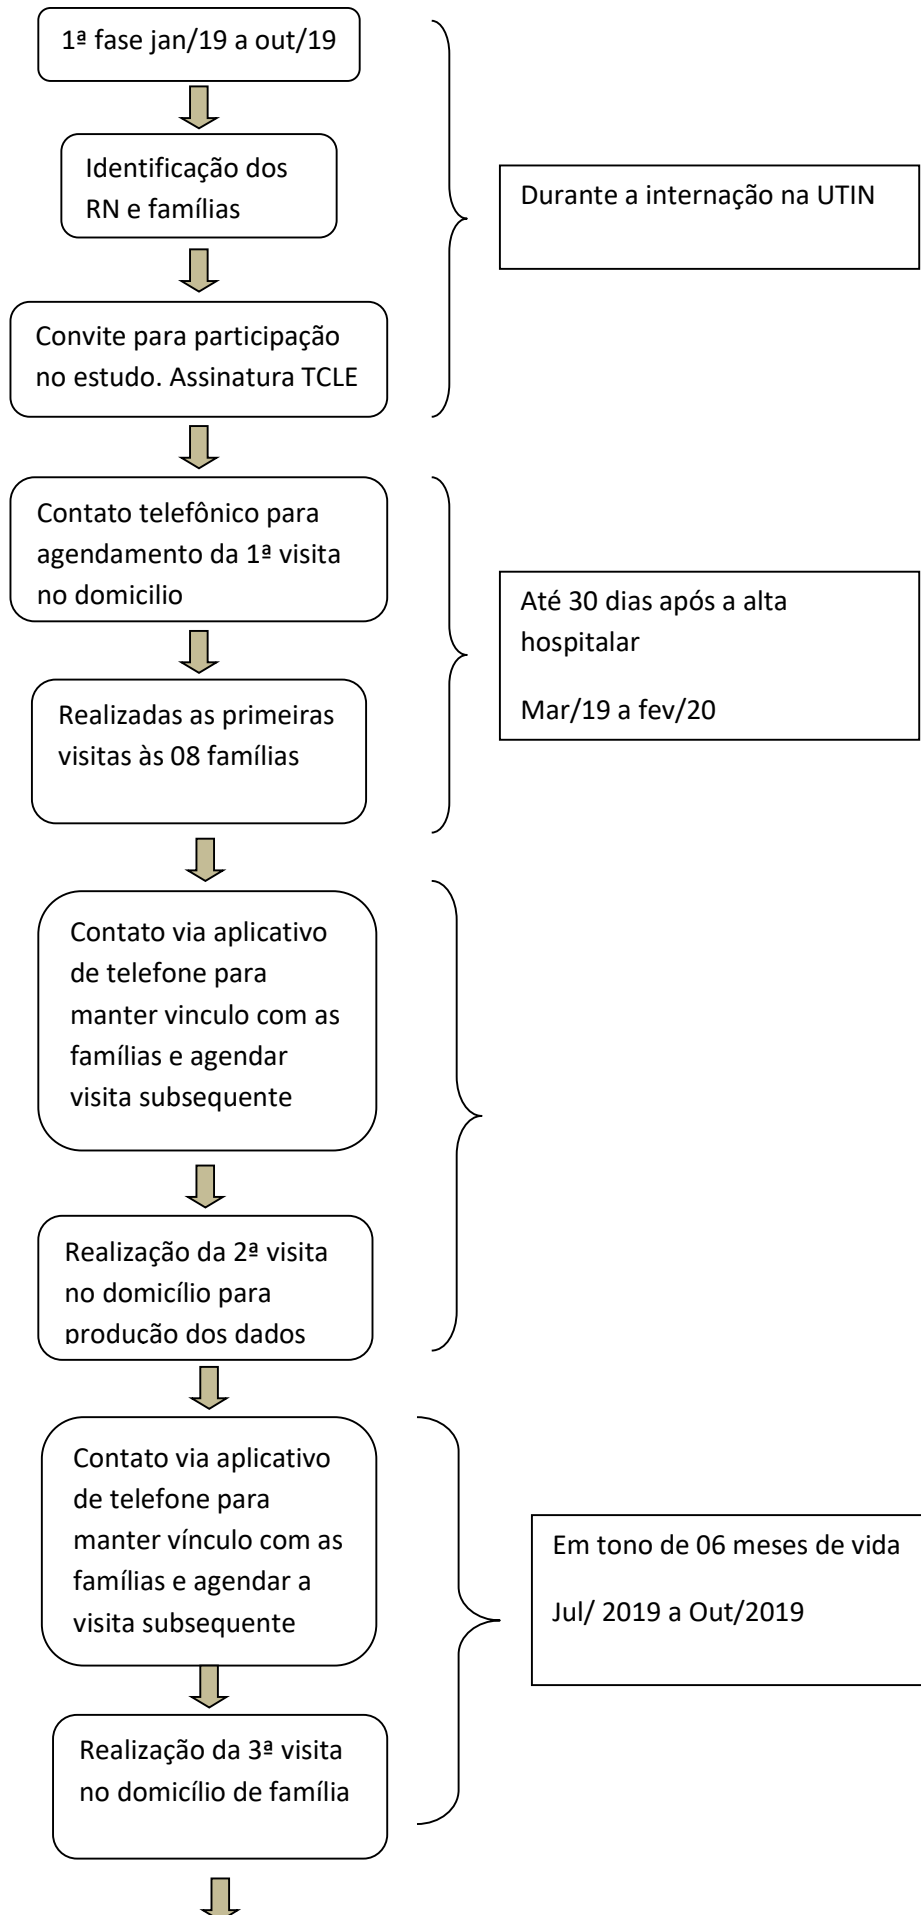 1ª fase jan/19 a out/19
Identificação dos
RN e famílias
Durante a internação na UTIN
Convite para participação
no estudo. Assinatura TCLE
Contato telefônico para
agendamento da 1ª visita
no domicilio
Até 30 dias após a alta
hospitalar
Mar/19 a fev/20
Realizadas as primeiras
visitas às 08 famílias
Contato via aplicativo
de telefone para
manter vinculo com as
famílias e agendar
visita subsequente
Realização da 2ª visita
no domicílio para
produção dos dados
Contato via aplicativo
de telefone para
manter vínculo com as
famílias e agendar a
visita subsequente
Em tono de 06 meses de vida
Jul/ 2019 a Out/2019
Realização da 3ª visita
no domicílio de família